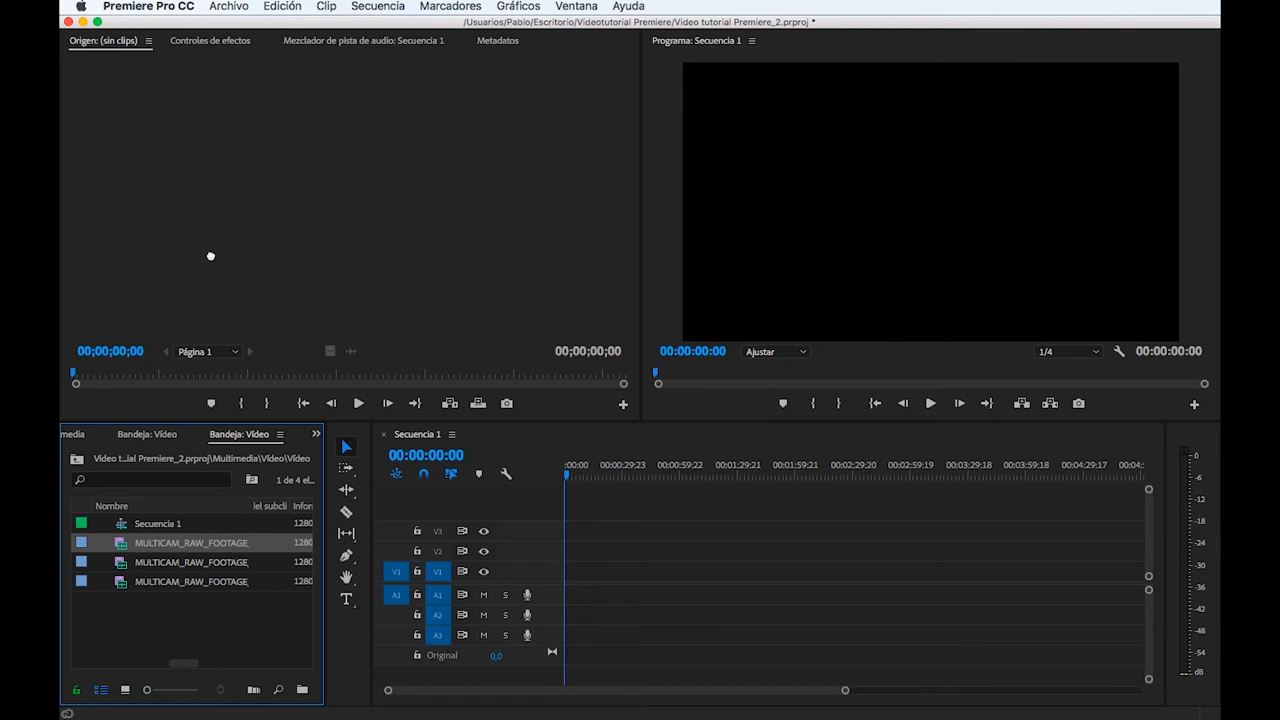 Premiere Pro CC Archivo Edición Clip Secuencia Marcadores Gráficos Ventana Ayuda
/Usuarios/Pablo/Escritorio/Videotutorial Premiere/Video tutorial Premiere_2.prproj *
Origen: (sin clips) Controles de efectos Mezclador de pista de audio: Secuencia 1 Metadatos
Programa: Secuencia 1
00;00;00;00 Página 1 00;00;00;00
00:00:00:00 Ajustar 1/4 00:00:00:00
media Bandeja: Vídeo Bandeja: Vídeo
Video t...ial Premiere_2.prproj\Multimedia\Vídeo\Vídeo
1 de 4 el...
Nombre el subcli Infor
Secuencia 1 1280
MULTICAM_RAW_FOOTAGE_ 1280
MULTICAM_RAW_FOOTAGE_ 1280
MULTICAM_RAW_FOOTAGE_ 1280
T
Secuencia 1
00:00:00:00
:00:00 00:00:29:23 00:00:59:22 00:01:29:21 00:01:59:21 00:02:29:20 00:02:59:19 00:03:29:18 00:03:59:18 00:04:29:17 00:04:
V3
V2
V1 V1
A1 A1 M S
A2 M S
A3 M S
Original 0,0
0
-6
-12
-18
-24
-30
-36
-42
-48
-54
dB